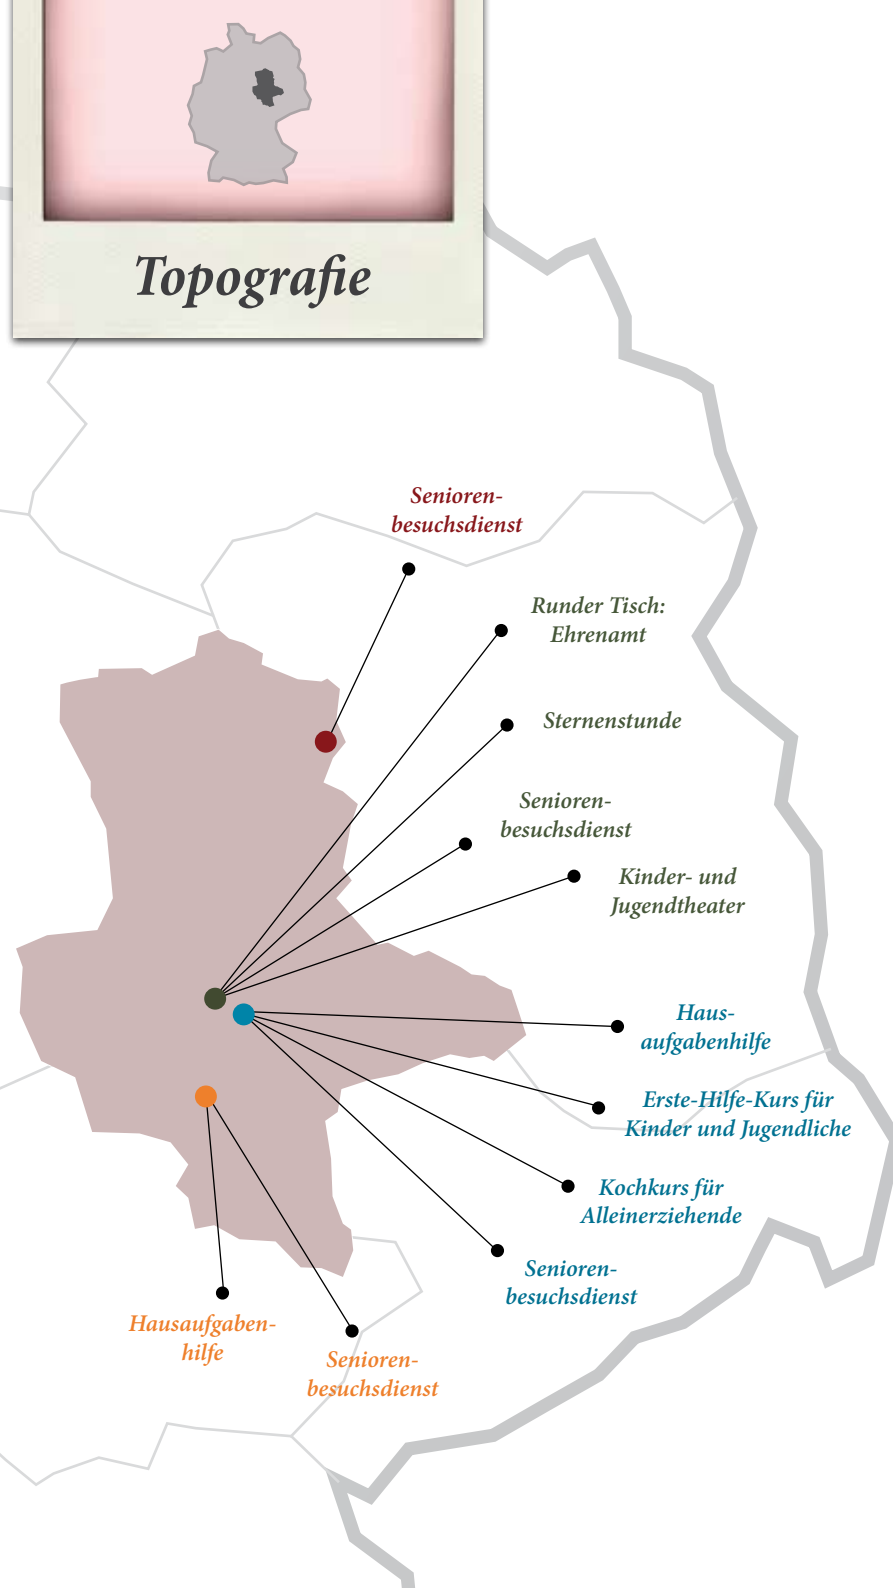 Topografie
Senioren-
besuchsdienst
Runder Tisch:
Ehrenamt
Sternenstunde
Senioren-
besuchsdienst
Kinder- und
Jugendtheater
Haus-
aufgabenhilfe
Erste-Hilfe-Kurs für
Kinder und Jugendliche
Kochkurs für
Alleinerziehende
Senioren-
besuchsdienst
Hausaufgaben-
hilfe
Senioren-
besuchsdienst